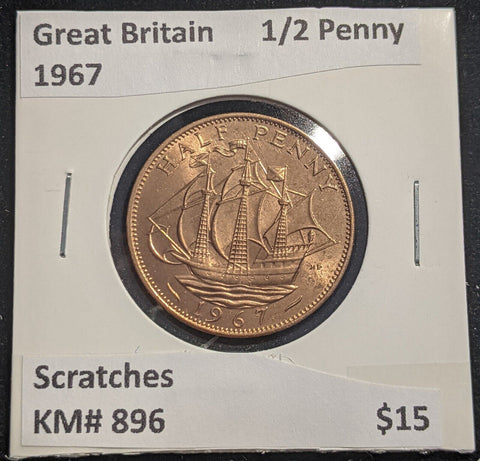 Great Britain 1/2 Penny
1967
HALF PENNY
1967
Scratches
KM# 896 $15